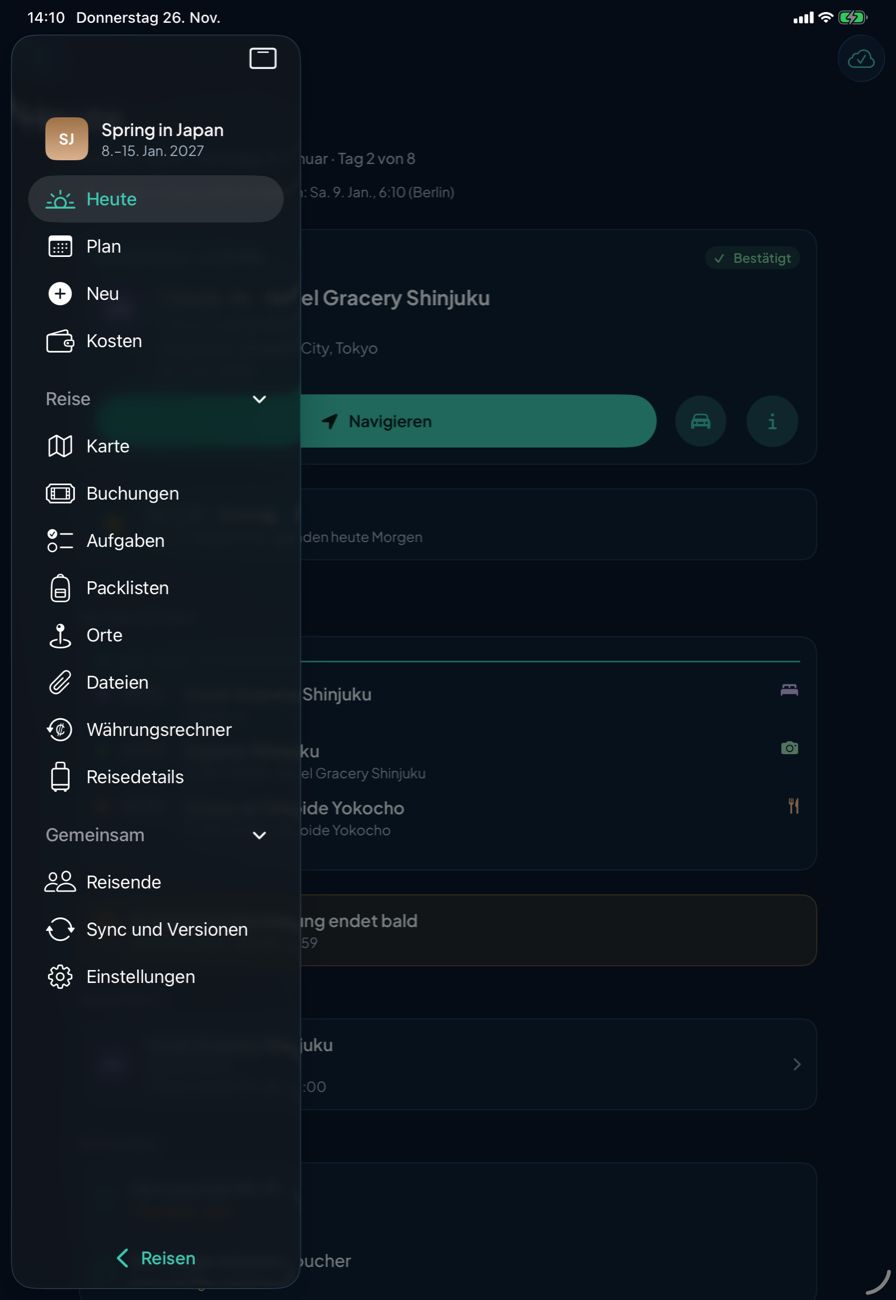 14:10 Donnerstag 26. Nov.
SJ
Spring in Japan
8.–15. Jan. 2027
Heute
Plan
Neu
Kosten
Reise
Karte
Buchungen
Aufgaben
Packlisten
Orte
Dateien
Währungsrechner
Reisedetails
Gemeinsam
Reisende
Sync und Versionen
Einstellungen
Reisen
nuar · Tag 2 von 8
: Sa. 9. Jan., 6:10 (Berlin)
Bestätigt
el Gracery Shinjuku
City, Tokyo
Navigieren
den heute Morgen
Shinjuku
ku
el Gracery Shinjuku
ide Yokocho
oide Yokocho
ng endet bald
59
juku
:00
oucher